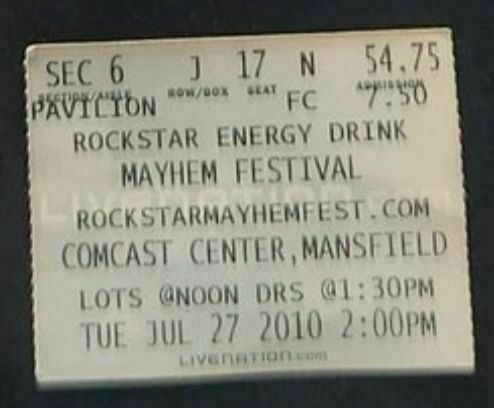 SEC 6 J 17 N 54.75
SECTION/AISLE ROW/BOX SEAT ADMISSION
PAVILION FC 7.50
ROCKSTAR ENERGY DRINK
MAYHEM FESTIVAL
ROCKSTARMAYHEMFEST.COM
COMCAST CENTER,MANSFIELD
LOTS @NOON DRS @1:30PM
TUE JUL 27 2010 2:00PM
LIVENATION.com